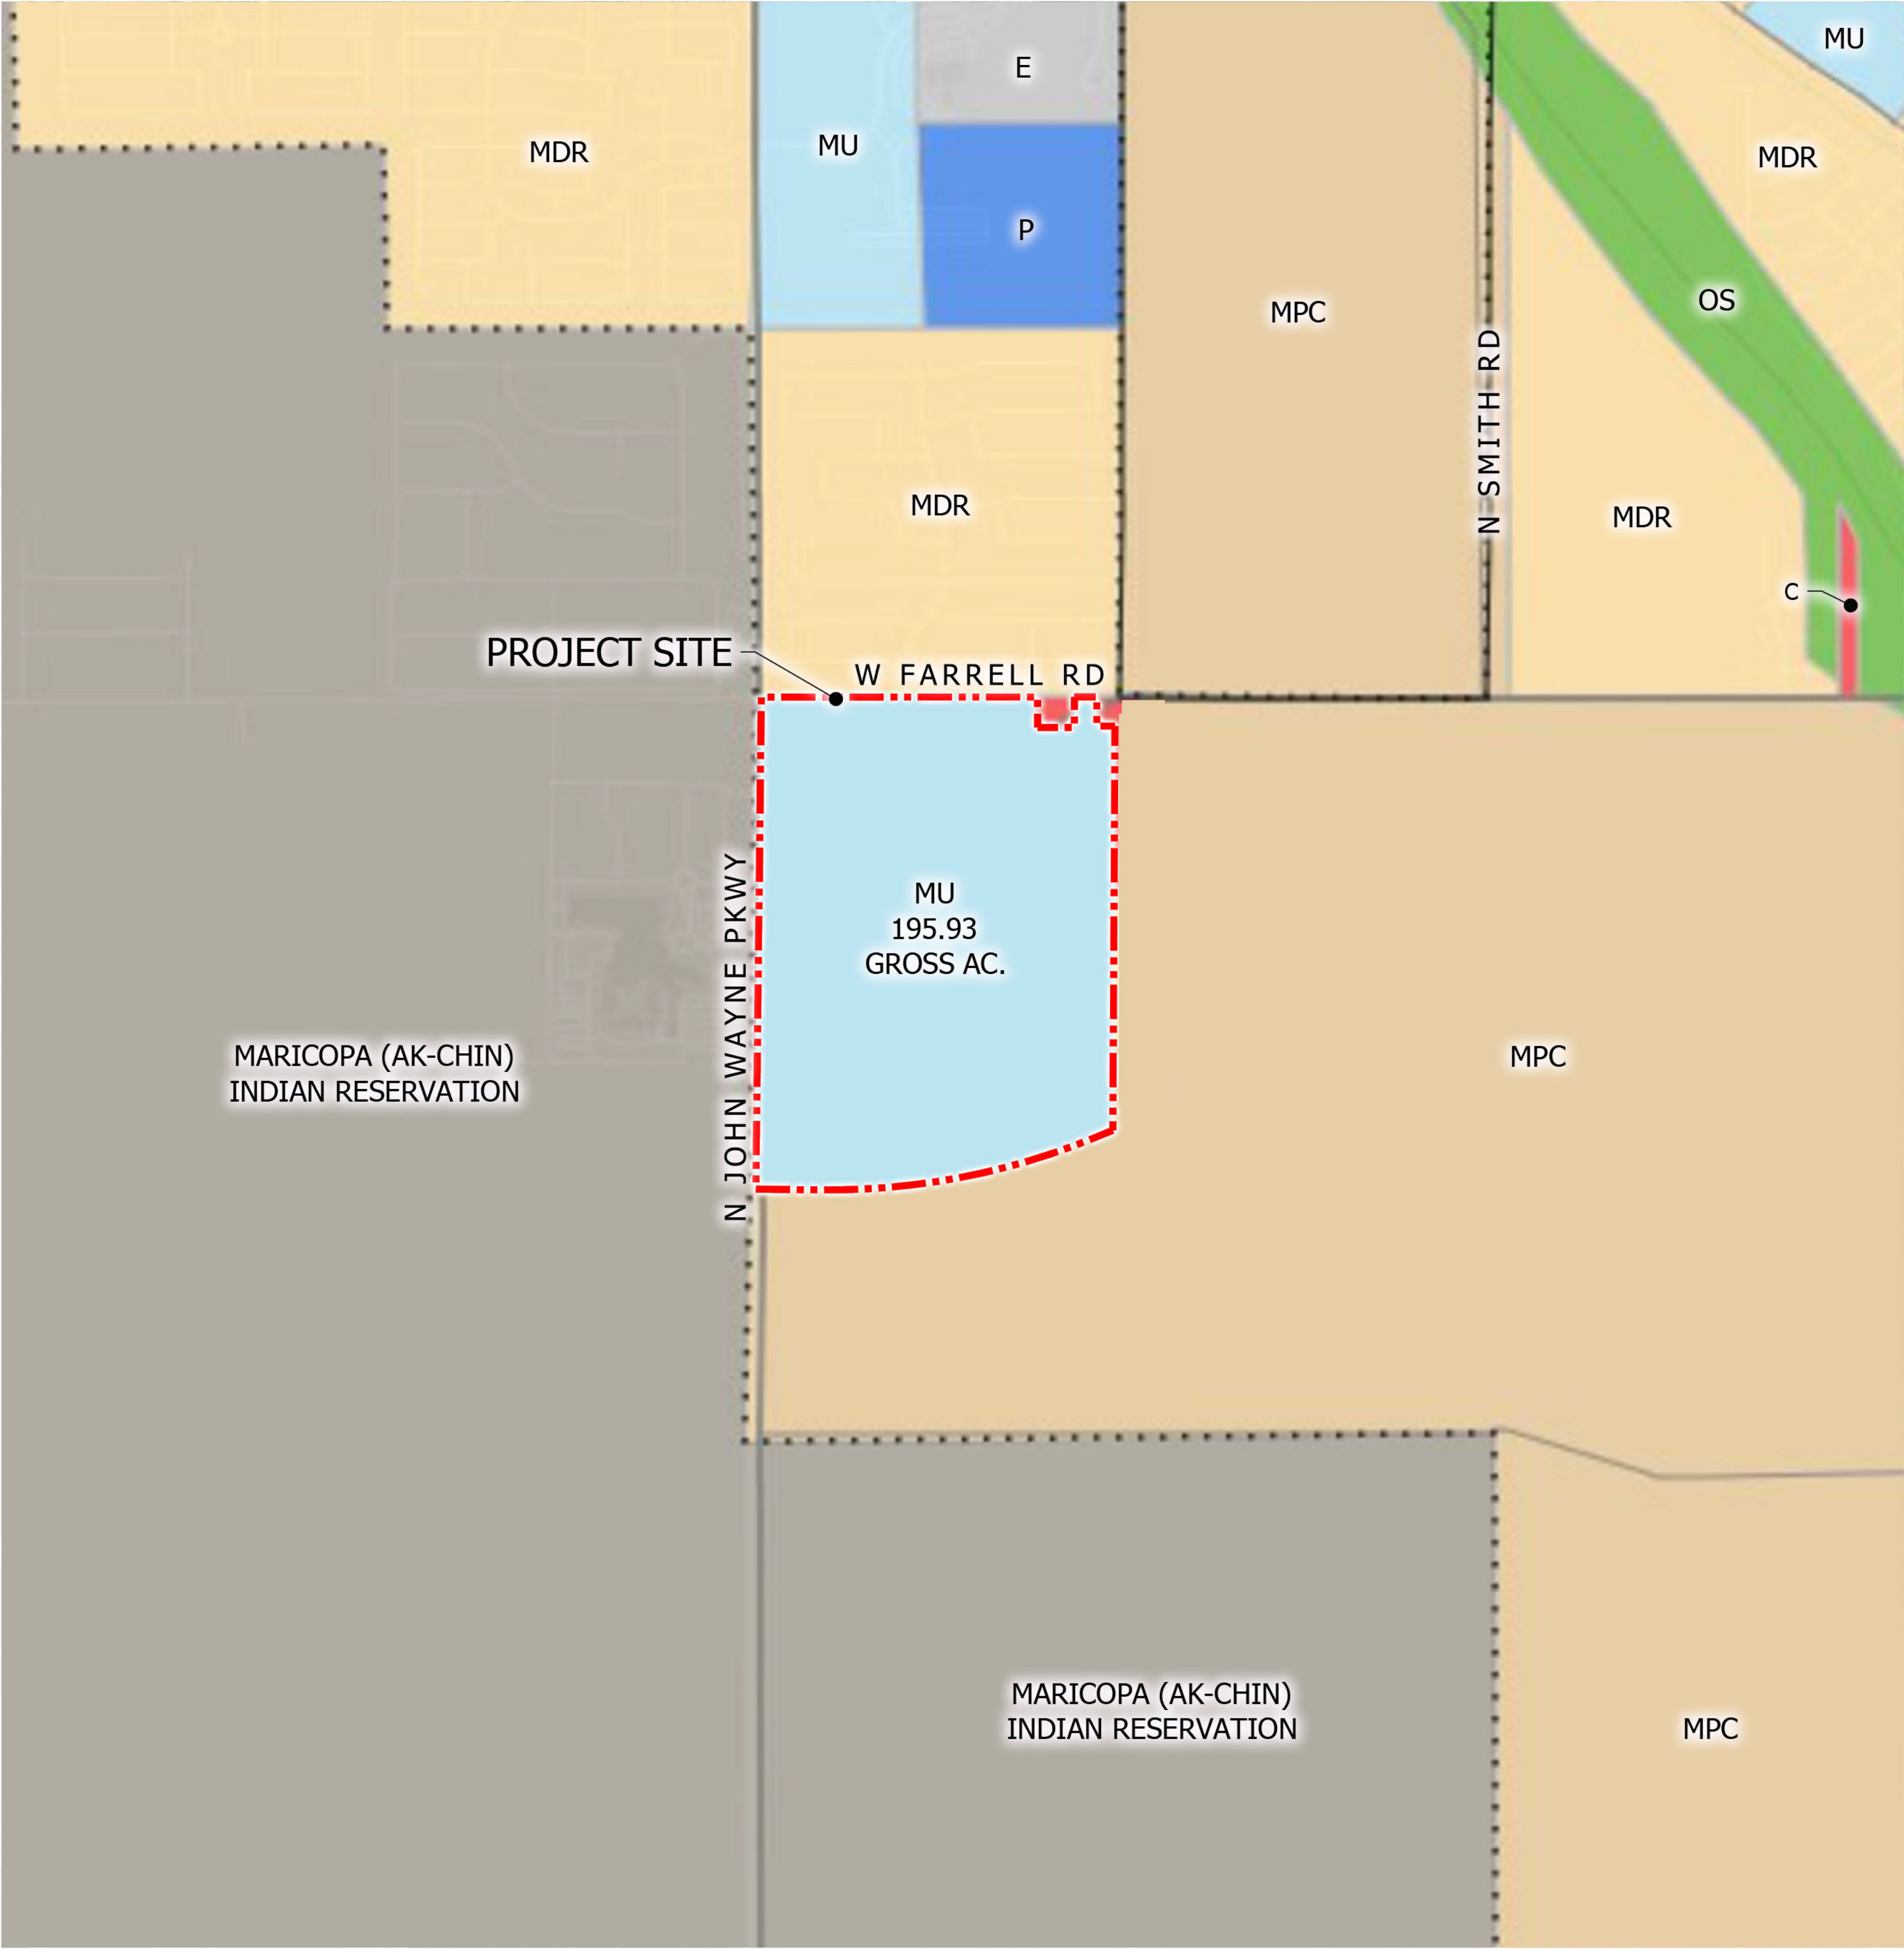 MU
E
MDR
MU
MDR
P
OS
MPC
N SMITH RD
MDR
MDR
C
PROJECT SITE
W FARRELL RD
MU
195.93
GROSS AC.
N JOHN WAYNE PKWY
MARICOPA (AK-CHIN)
INDIAN RESERVATION
MPC
MARICOPA (AK-CHIN)
INDIAN RESERVATION
MPC